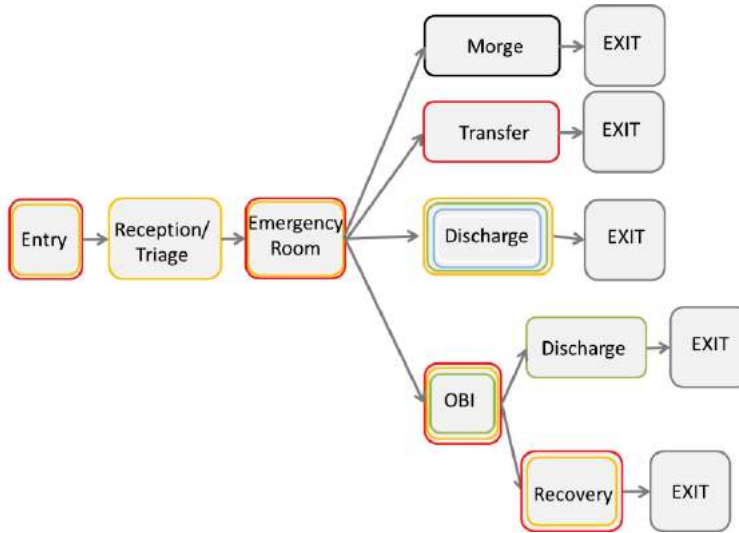 Morge
EXIT
Transfer
EXIT
Entry
Reception/
Triage
Emergency
Room
Discharge
EXIT
OBI
Discharge
EXIT
Recovery
EXIT